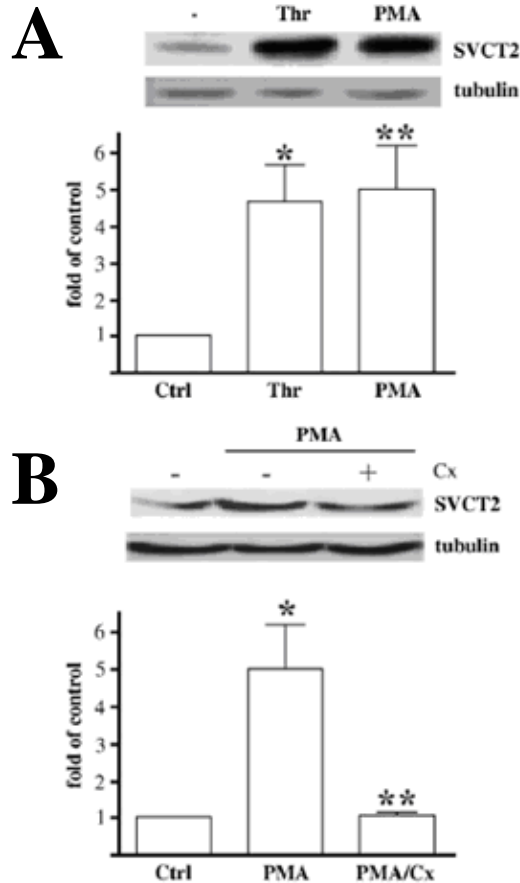 A
- Thr PMA
SVCT2
tubulin
* **
6
5
4
3
2
1
fold of control
Ctrl Thr PMA
B
PMA
- - + Cx
SVCT2
tubulin
* **
6
5
4
3
2
1
fold of control
Ctrl PMA PMA/Cx